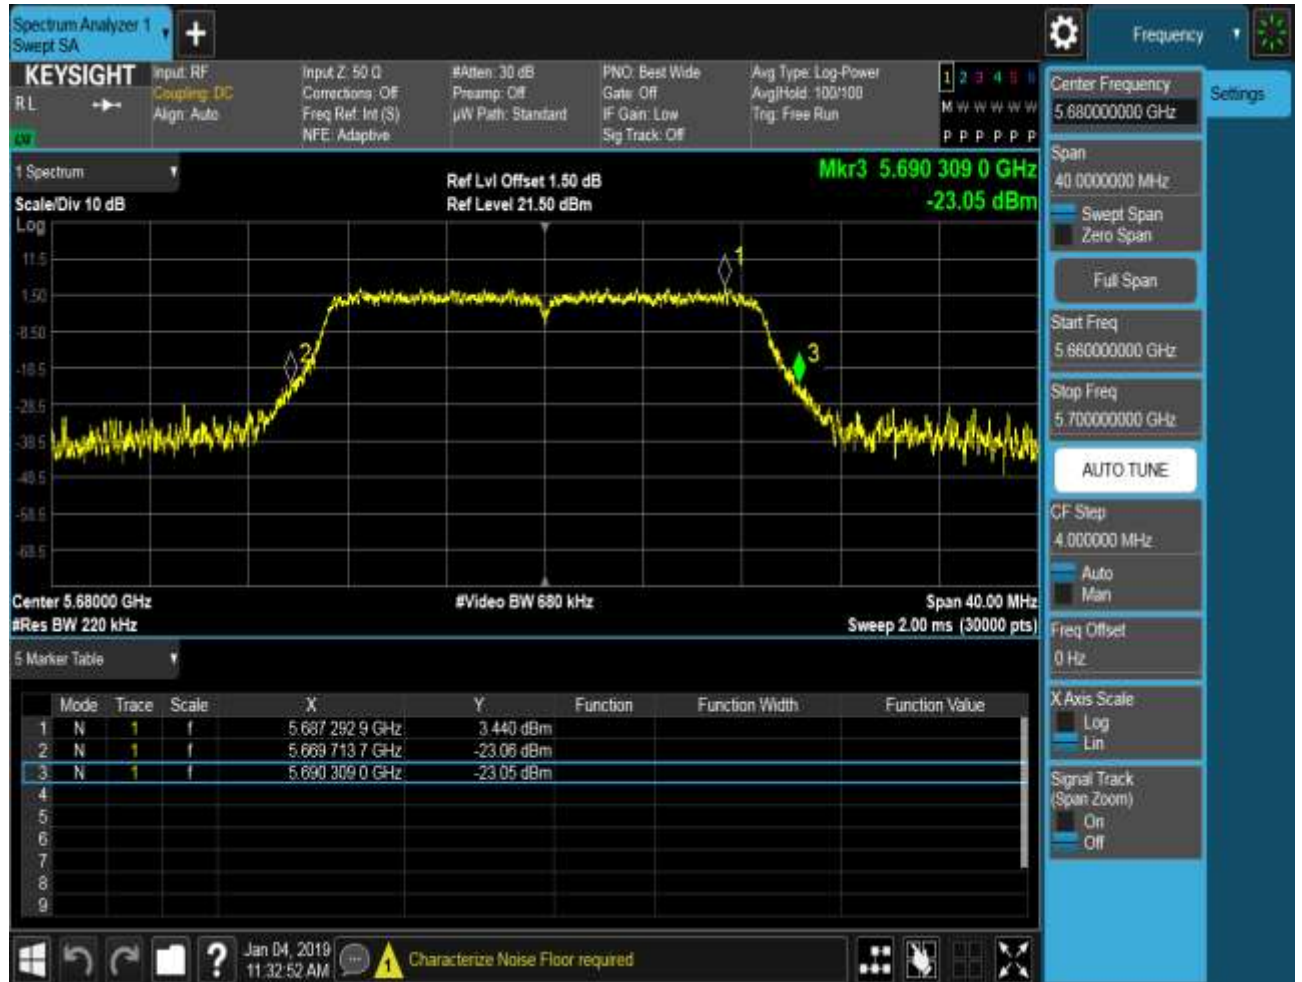 Spectrum Analyzer 1
Swept SA
+
Frequency
KEYSIGHT
RL
Input: RF
Coupling: DC
Align: Auto
Input Z: 50 Ω
Corrections: Off
Freq Ref: Int (S)
NFE: Adaptive
#Atten: 30 dB
Preamp: Off
µW Path: Standard
PNO: Best Wide
Gate: Off
IF Gain: Low
Sig Track: Off
Avg Type: Log-Power
Avg|Hold: 100/100
Trig: Free Run
1 2 3 4 5 6
M W W W W W
P P P P P P
1 Spectrum
Scale/Div 10 dB
Ref Lvl Offset 1.50 dB
Ref Level 21.50 dBm
Mkr3 5.690 309 0 GHz
-23.05 dBm
Log
11.5
1.50
-8.50
-18.5
-28.5
-38.5
-48.5
-58.5
-68.5
1
2
3
Center 5.68000 GHz
#Video BW 680 kHz
Span 40.00 MHz
#Res BW 220 kHz
Sweep 2.00 ms (30000 pts)
5 Marker Table
Mode Trace Scale X Y Function Function Width Function Value
1 N 1 f 5.687 292 9 GHz 3.440 dBm
2 N 1 f 5.669 713 7 GHz -23.06 dBm
3 N 1 f 5.690 309 0 GHz -23.05 dBm
4
5
6
7
8
9
Center Frequency
5.680000000 GHz
Settings
Span
40.0000000 MHz
Swept Span
Zero Span
Full Span
Start Freq
5.660000000 GHz
Stop Freq
5.700000000 GHz
AUTO TUNE
CF Step
4.000000 MHz
Auto
Man
Freq Offset
0 Hz
X Axis Scale
Log
Lin
Signal Track
(Span Zoom)
On
Off
?
Jan 04, 2019
11:32:52 AM
1
Characterize Noise Floor required